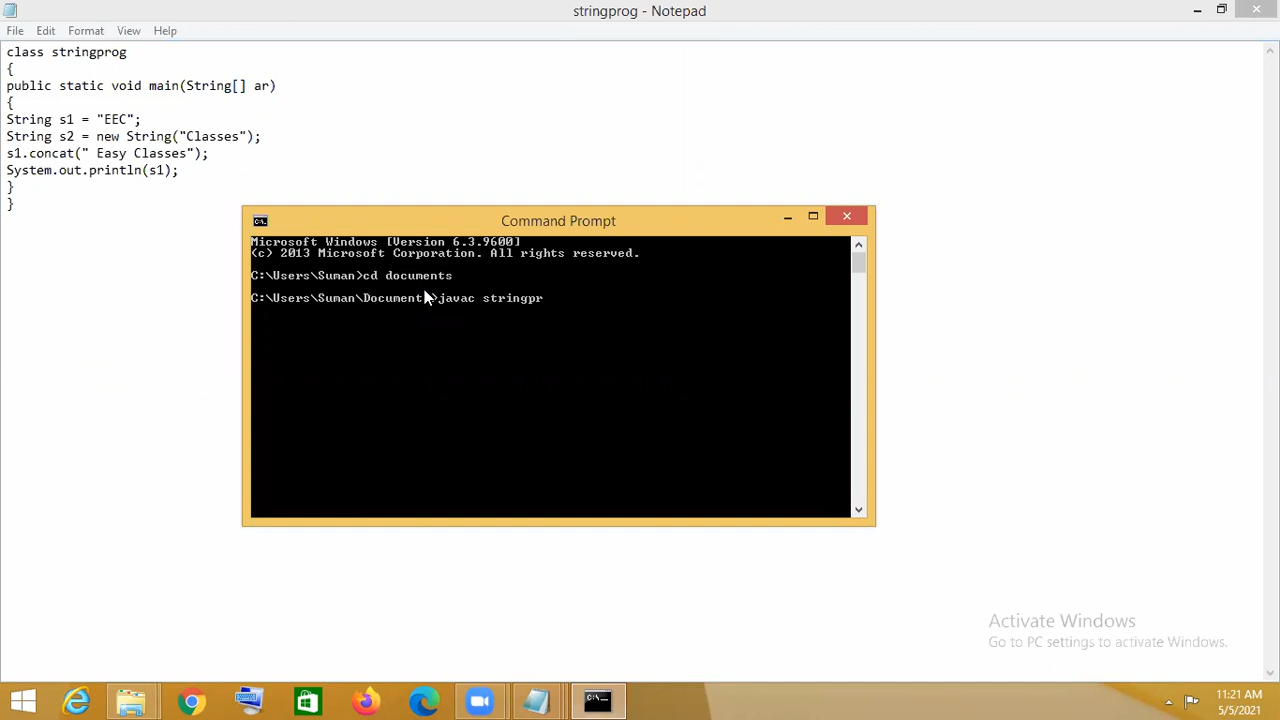 stringprog - Notepad
File Edit Format View Help
class stringprog
{
public static void main(String[] ar)
{
String s1 = "EEC";
String s2 = new String("Classes");
s1.concat(" Easy Classes");
System.out.println(s1);
}
}
Command Prompt
Microsoft Windows [Version 6.3.9600]
(c) 2013 Microsoft Corporation. All rights reserved.
C:\Users\Suman>cd documents
C:\Users\Suman\Documents>javac stringpr
Activate Windows
Go to PC settings to activate Windows.
11:21 AM
5/5/2021